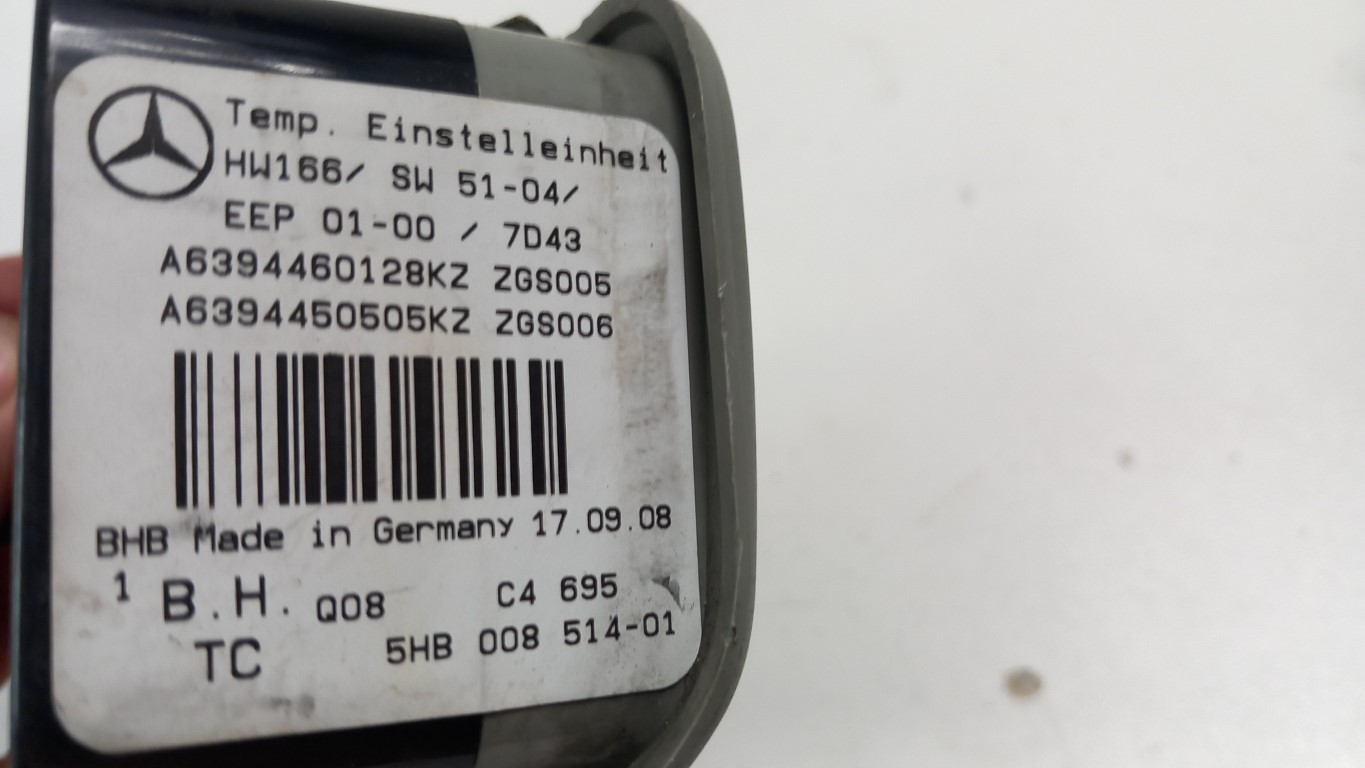 Temp. Einstelleinheit
HW166/ SW 51-04/
EEP 01-00 / 7D43
A6394460128KZ ZGS005
A6394450505KZ ZGS006
BHB Made in Germany 17.09.08
1 B.H. Q08 C4 695
TC 5HB 008 514-01